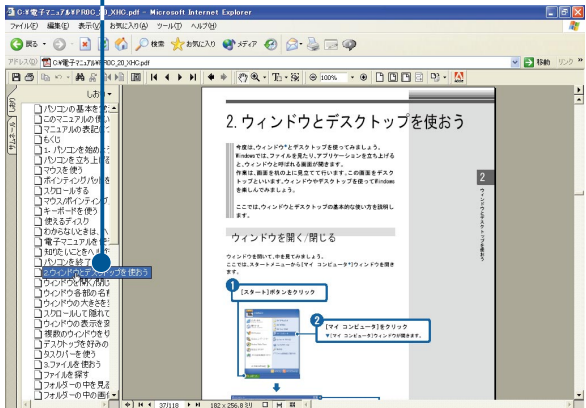 C:¥電子マニュアル¥PR0C_20_XHC.pdf - Microsoft Internet Explorer
ファイル(F) 編集(E) 表示(V) お気に入り(A) ツール(T) ヘルプ(H)
戻る 検索 お気に入り メディア
アドレス(D) C:¥電子マニュアル¥PR0C_20_XHC.pdf 移動 リンク »
100%
しおり
サムネール
パソコンの基本を
このマニュアルの使い
マニュアルの表記
もくじ
1. パソコンを始め
パソコンを立ち上げる
マウスを使う
ポインティングパッドを
スクロールする
マウス/ポインティング
キーボードを使う
使えるディスク
わからないときは、ヘ
電子マニュアルを
知りたいことを
パソコンを終了
2.ウィンドウとデスクトップを使おう
ウィンドウを開く/閉じ
ウィンドウ各部の名
ウィンドウの大きさを
スクロールして隠れて
ウィンドウの表示を
複数のウィンドウを
デスクトップを好みの
タスクバーを使う
3.ファイルを使おう
ファイルを探す
フォルダーの中を見
フォルダーの中の画
2. ウィンドウとデスクトップを使おう
今度は、ウィンドウ*とデスクトップを使ってみましょう。
Windowsでは、ファイルを見たり、アプリケーションを立ち上げる
と、ウィンドウと呼ばれる画面が開きます。
作業は、この画面を机の上に見立てて行います。この画面をデスク
トップといいます。ウィンドウやデスクトップを使ってWindows
を楽しんでみましょう。
ここでは、ウィンドウとデスクトップの基本的な使い方を説明し
ます。
2
ウィンドウとデスクトップを使おう
ウィンドウを開く/閉じる
ウィンドウを開いて、中を見てみましょう。
ここでは、スタートメニューから[マイ コンピュータ*]ウィンドウを開き
ます。
1
[スタート]ボタンをクリック
2
[マイ コンピュータ]をクリック
▼[マイ コンピュータ]ウィンドウが開きます。
37/118 182 x 256.8 ミリ